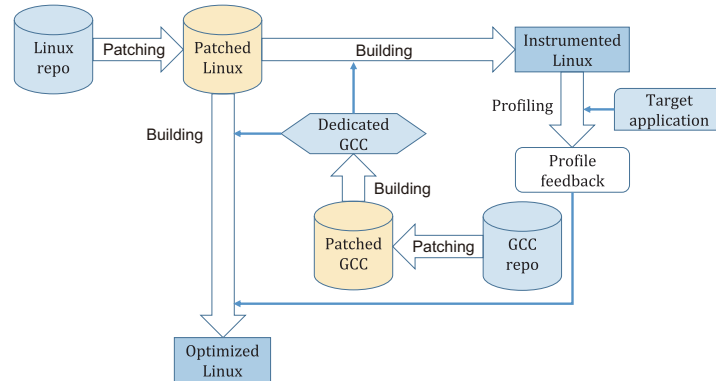 Linux
repo
Patching
Patched
Linux
Building
Instrumented
Linux
Building
Dedicated
GCC
Profiling
Target
application
Profile
feedback
Building
Patched
GCC
Patching
GCC
repo
Optimized
Linux